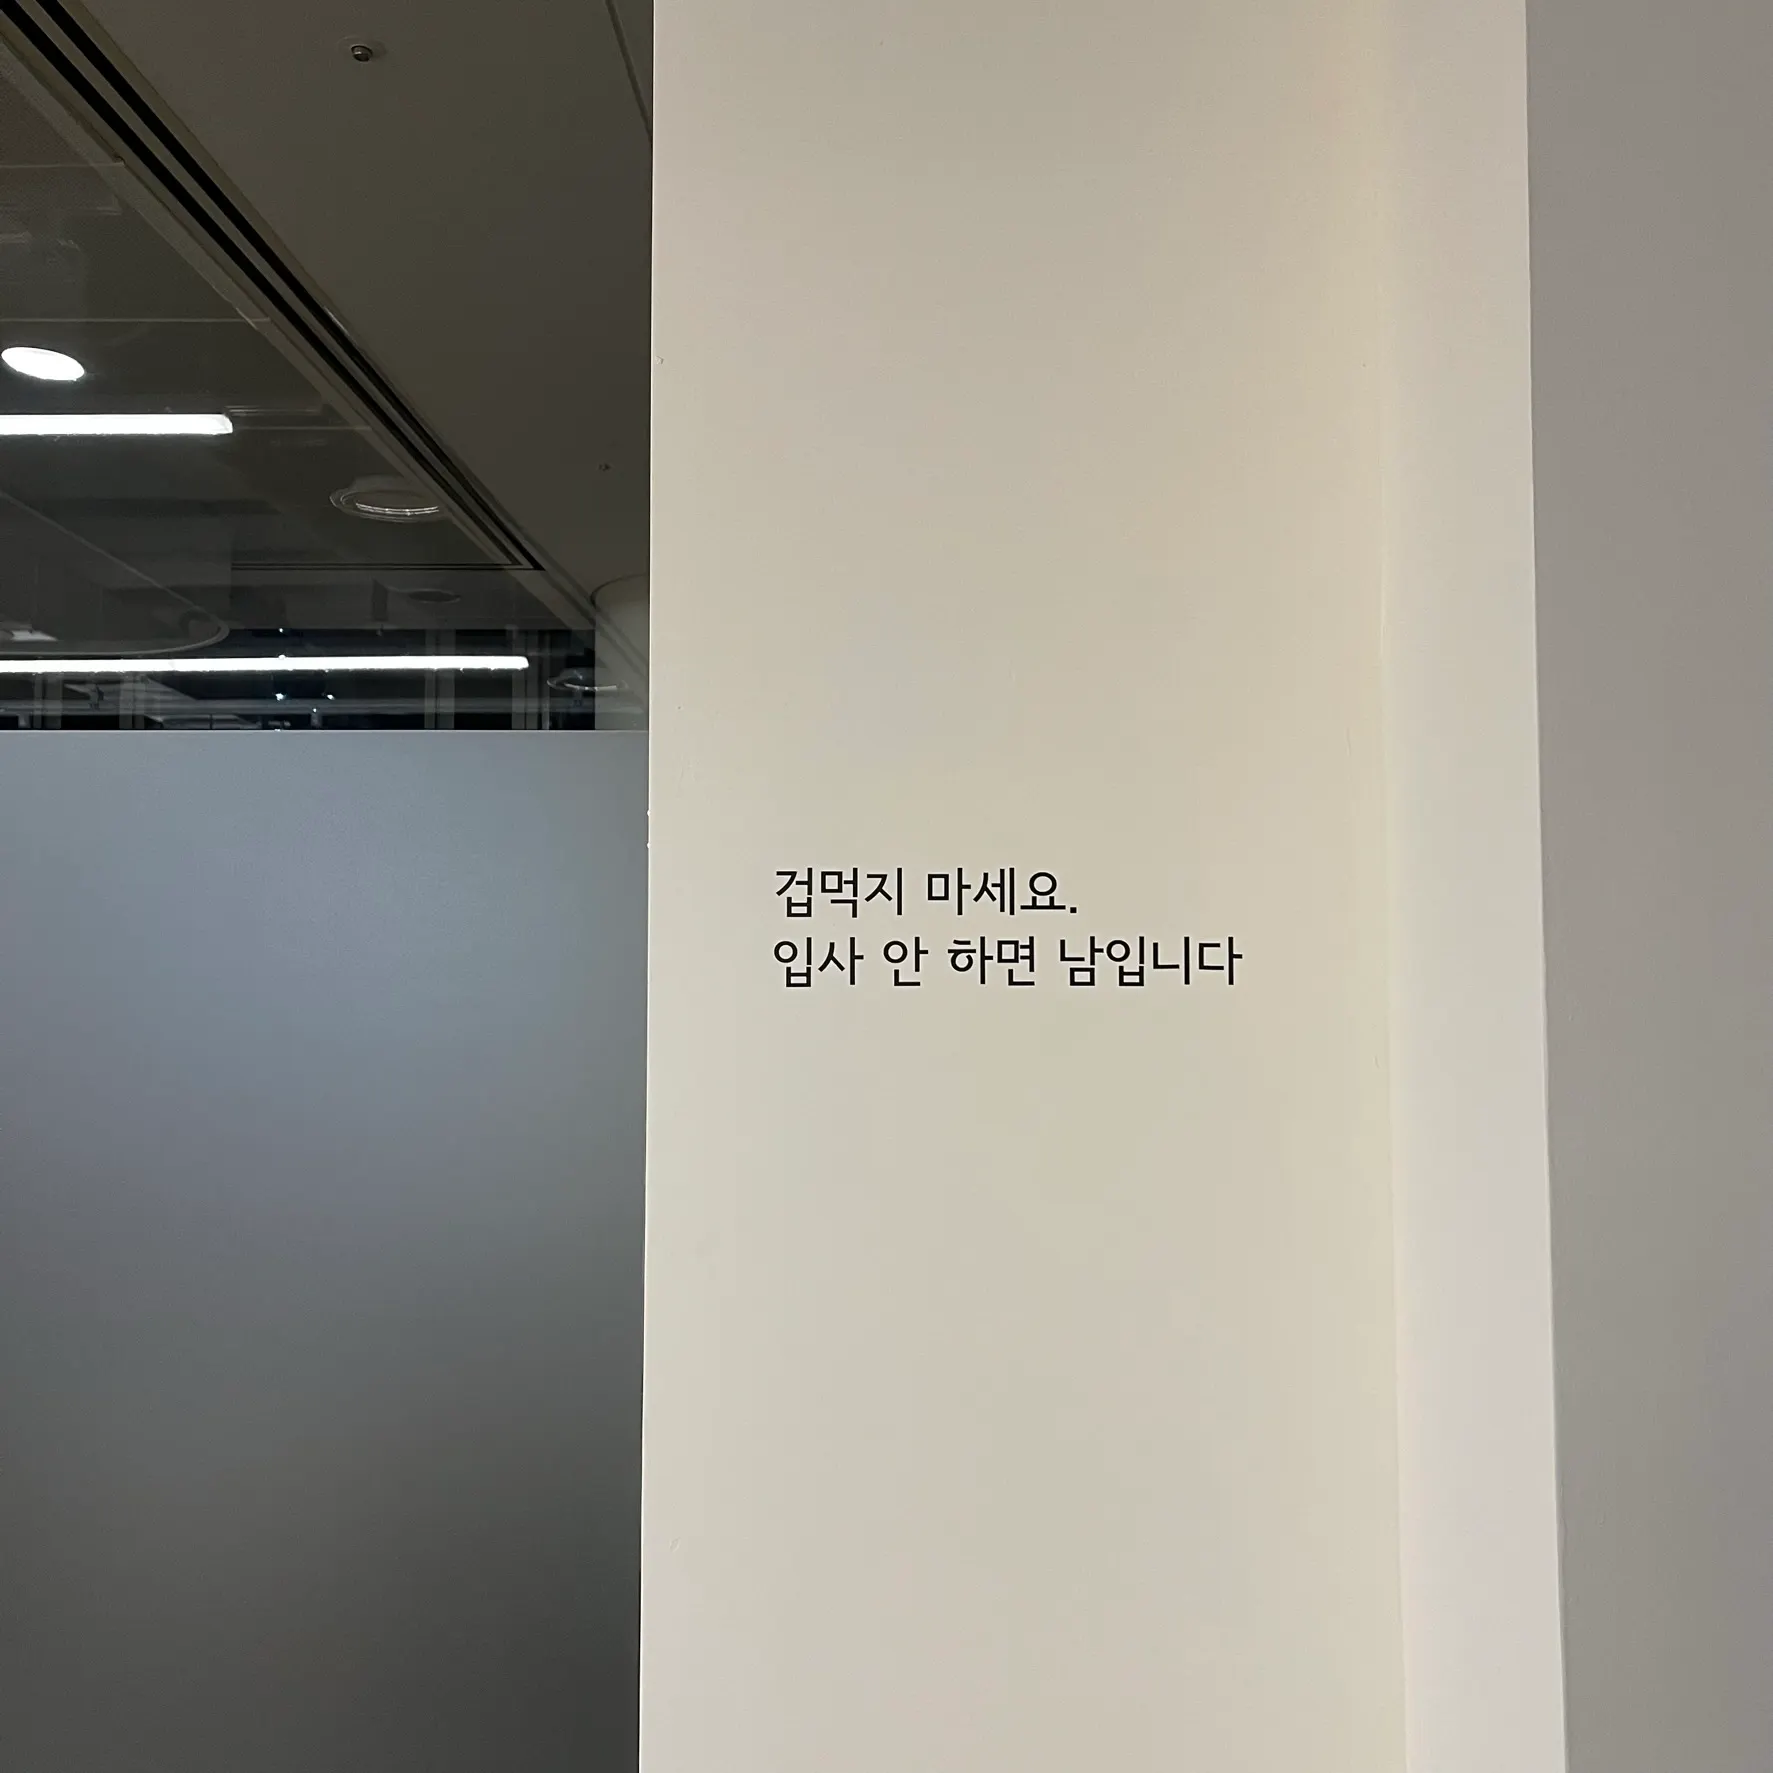 겁먹지 마세요.
입사 안 하면 남입니다